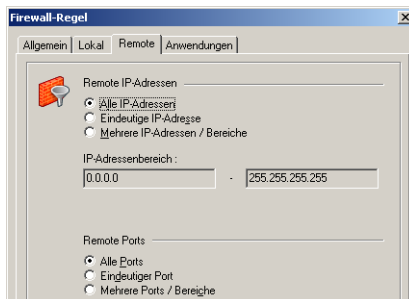 Firewall-Regel
Allgemein Lokal Remote Anwendungen
Remote IP-Adressen
Alle IP-Adressen
Eindeutige IP-Adresse
Mehrere IP-Adressen / Bereiche
IP-Adressenbereich :
0.0.0.0 - 255.255.255.255
Remote Ports
Alle Ports
Eindeutiger Port
Mehrere Ports / Bereiche